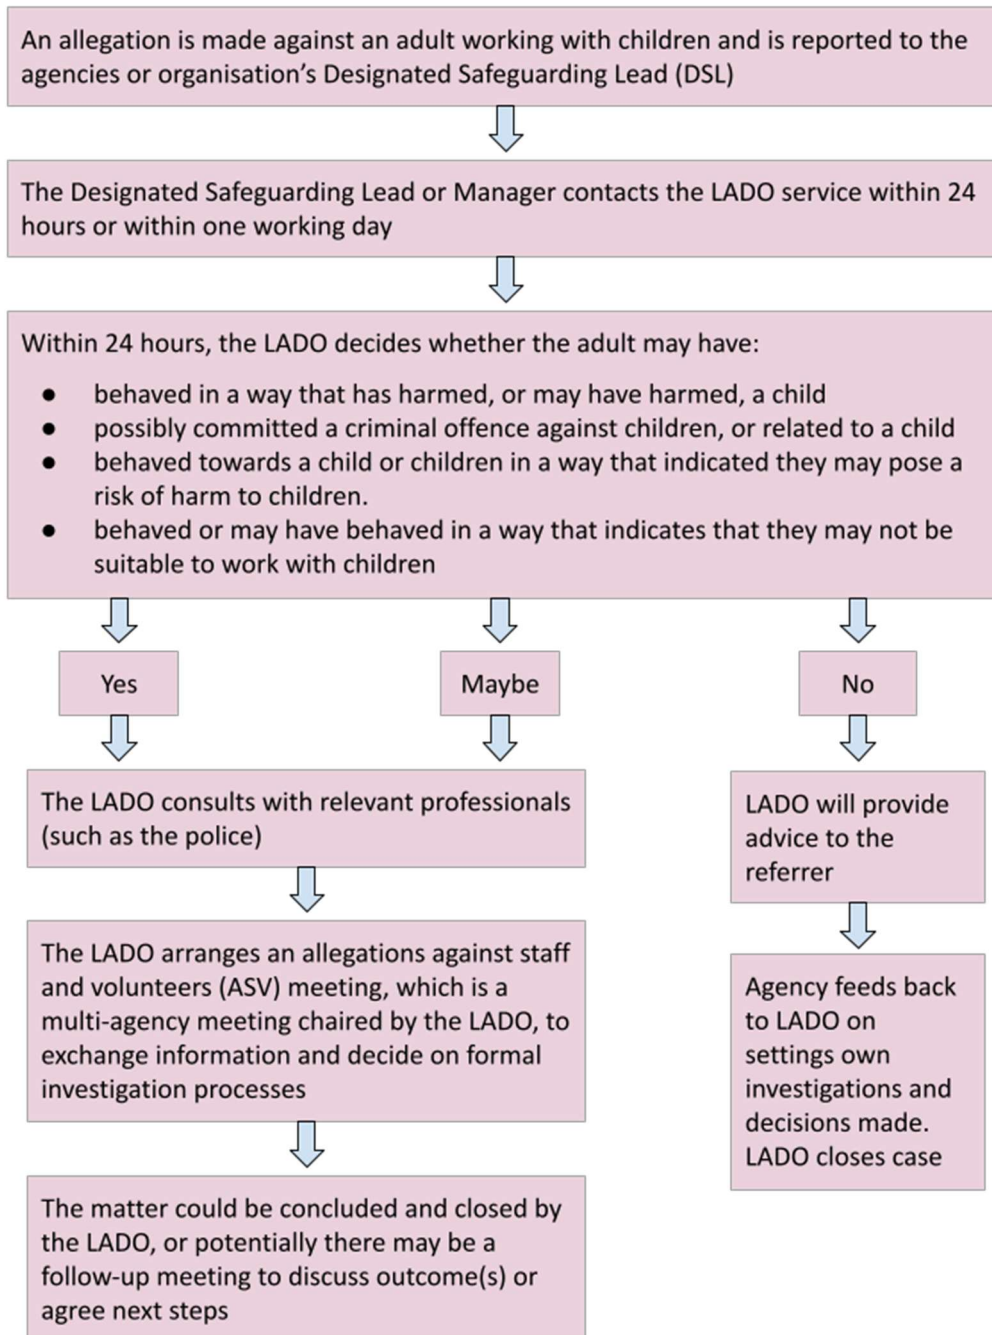 An allegation is made against an adult working with children and is reported to the
agencies or organisation's Designated Safeguarding Lead (DSL)
The Designated Safeguarding Lead or Manager contacts the LADO service within 24
hours or within one working day
Within 24 hours, the LADO decides whether the adult may have:
● behaved in a way that has harmed, or may have harmed, a child
● possibly committed a criminal offence against children, or related to a child
● behaved towards a child or children in a way that indicated they may pose a
risk of harm to children.
● behaved or may have behaved in a way that indicates that they may not be
suitable to work with children
Yes
Maybe
No
The LADO consults with relevant professionals
(such as the police)
The LADO arranges an allegations against staff
and volunteers (ASV) meeting, which is a
multi-agency meeting chaired by the LADO, to
exchange information and decide on formal
investigation processes
The matter could be concluded and closed by
the LADO, or potentially there may be a
follow-up meeting to discuss outcome(s) or
agree next steps
LADO will provide
advice to the
referrer
Agency feeds back
to LADO on
settings own
investigations and
decisions made.
LADO closes case